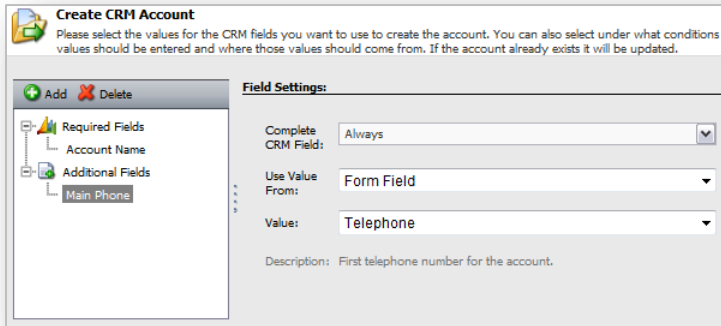 Create CRM Account
Please select the values for the CRM fields you want to use to create the account. You can also select under what conditions
values should be entered and where those values should come from. If the account already exists it will be updated.
Add Delete
Required Fields
Account Name
Additional Fields
Main Phone
Field Settings:
Complete
CRM Field:
Always
Use Value
From:
Form Field
Value:
Telephone
Description: First telephone number for the account.